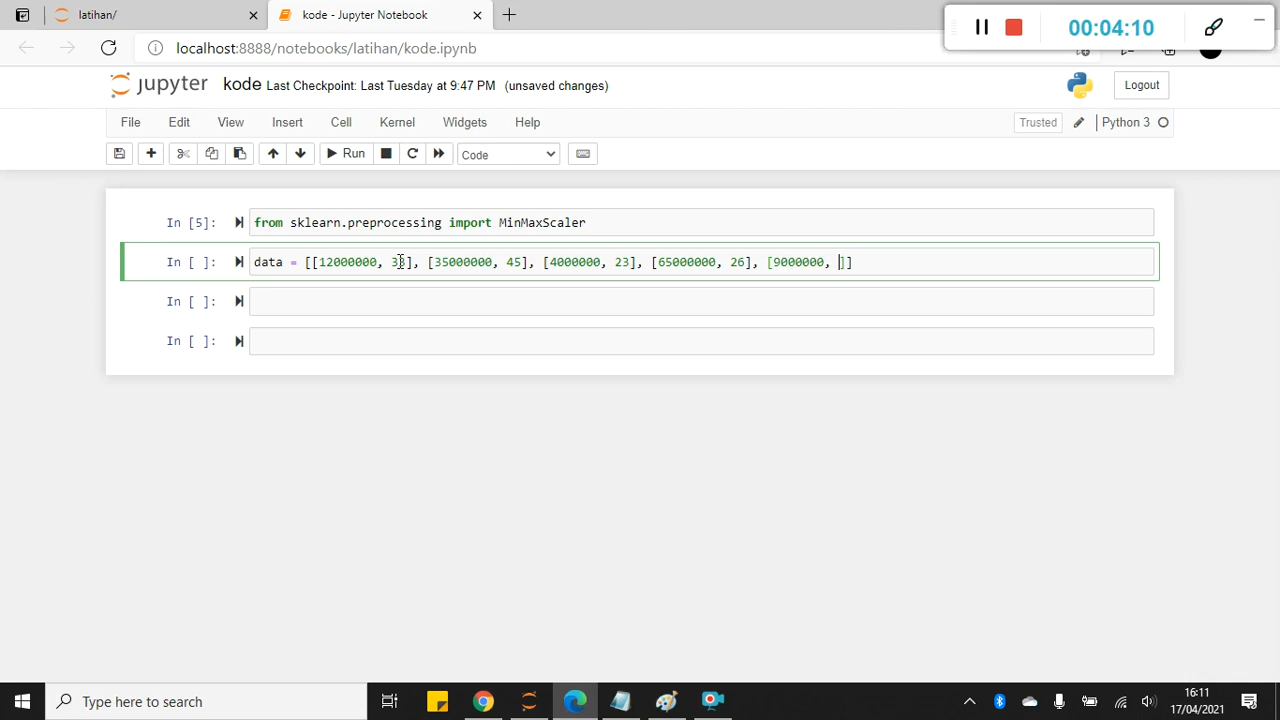 latihan/
kode - Jupyter Notebook
00:04:10
localhost:8888/notebooks/latihan/kode.ipynb
jupyter kode Last Checkpoint: Last Tuesday at 9:47 PM (unsaved changes)
Logout
File Edit View Insert Cell Kernel Widgets Help
Trusted Python 3
Run Code
In [5]: from sklearn.preprocessing import MinMaxScaler
In [ ]: data = [[12000000, 33], [35000000, 45], [4000000, 23], [65000000, 26], [9000000, ]]
In [ ]:
In [ ]:
Type here to search
16:11
17/04/2021